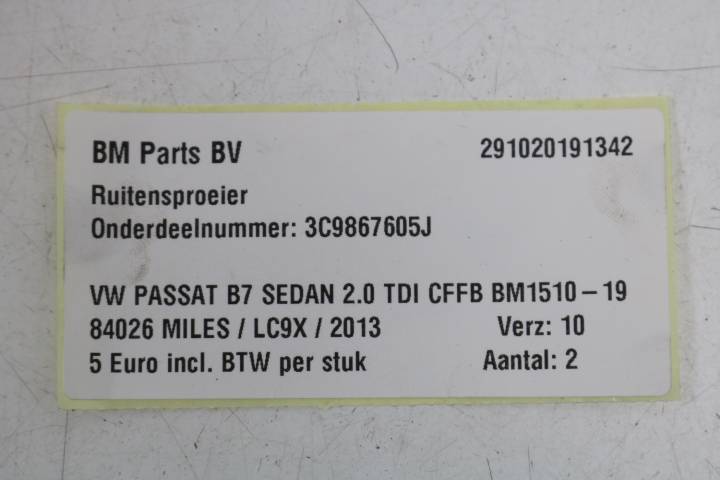 BM Parts BV 291020191342
Ruitensproeier
Onderdeelnummer: 3C9867605J
VW PASSAT B7 SEDAN 2.0 TDI CFFB BM1510-19
84026 MILES / LC9X / 2013 Verz: 10
5 Euro incl. BTW per stuk Aantal: 2